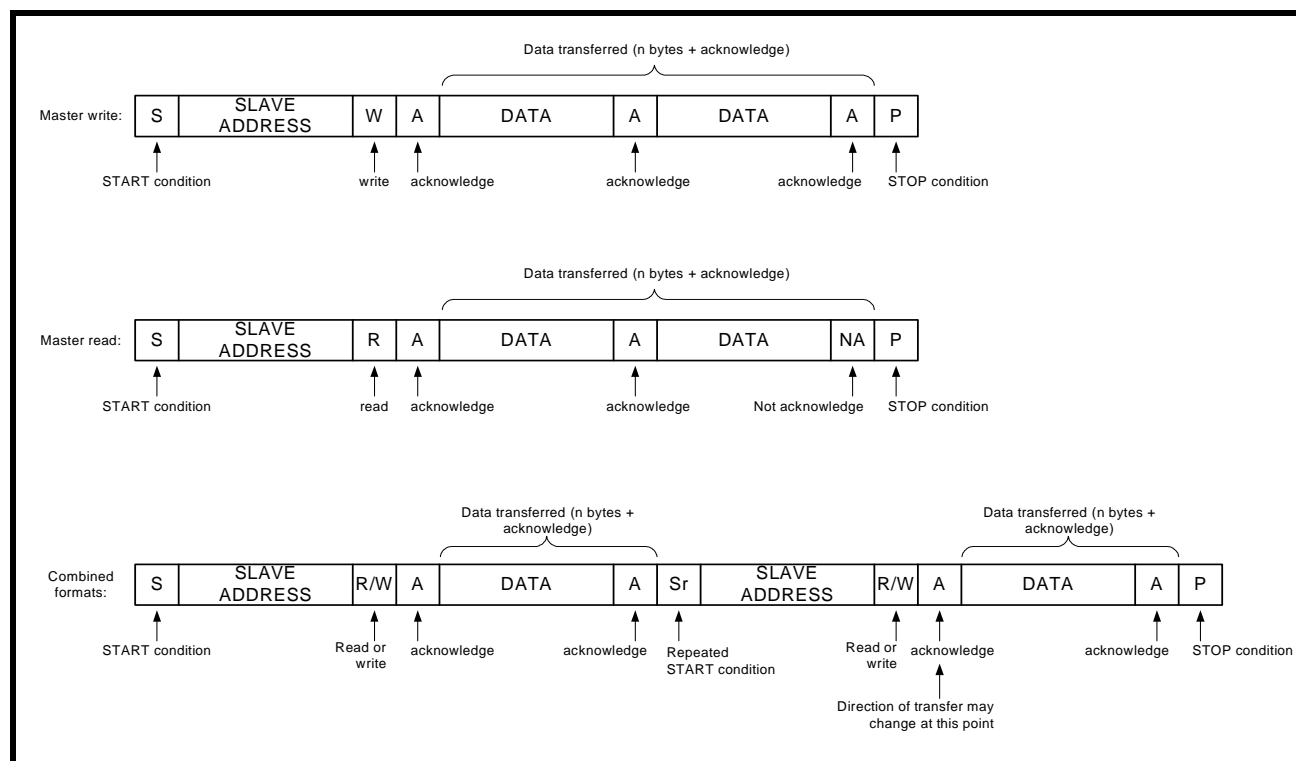 Data transferred (n bytes + acknowledge)
Master write:
S
SLAVE
ADDRESS
W
A
DATA
A
DATA
A
P
START condition
write
acknowledge
acknowledge
acknowledge
STOP condition
Data transferred (n bytes + acknowledge)
Master read:
S
SLAVE
ADDRESS
R
A
DATA
A
DATA
NA
P
START condition
read
acknowledge
acknowledge
Not acknowledge
STOP condition
Data transferred (n bytes +
acknowledge)
Data transferred (n bytes +
acknowledge)
Combined
formats:
S
SLAVE
ADDRESS
R/W
A
DATA
A
Sr
SLAVE
ADDRESS
R/W
A
DATA
A
P
START condition
Read or
write
acknowledge
acknowledge
Repeated
START condition
Read or
write
acknowledge
acknowledge
STOP condition
Direction of transfer may
change at this point